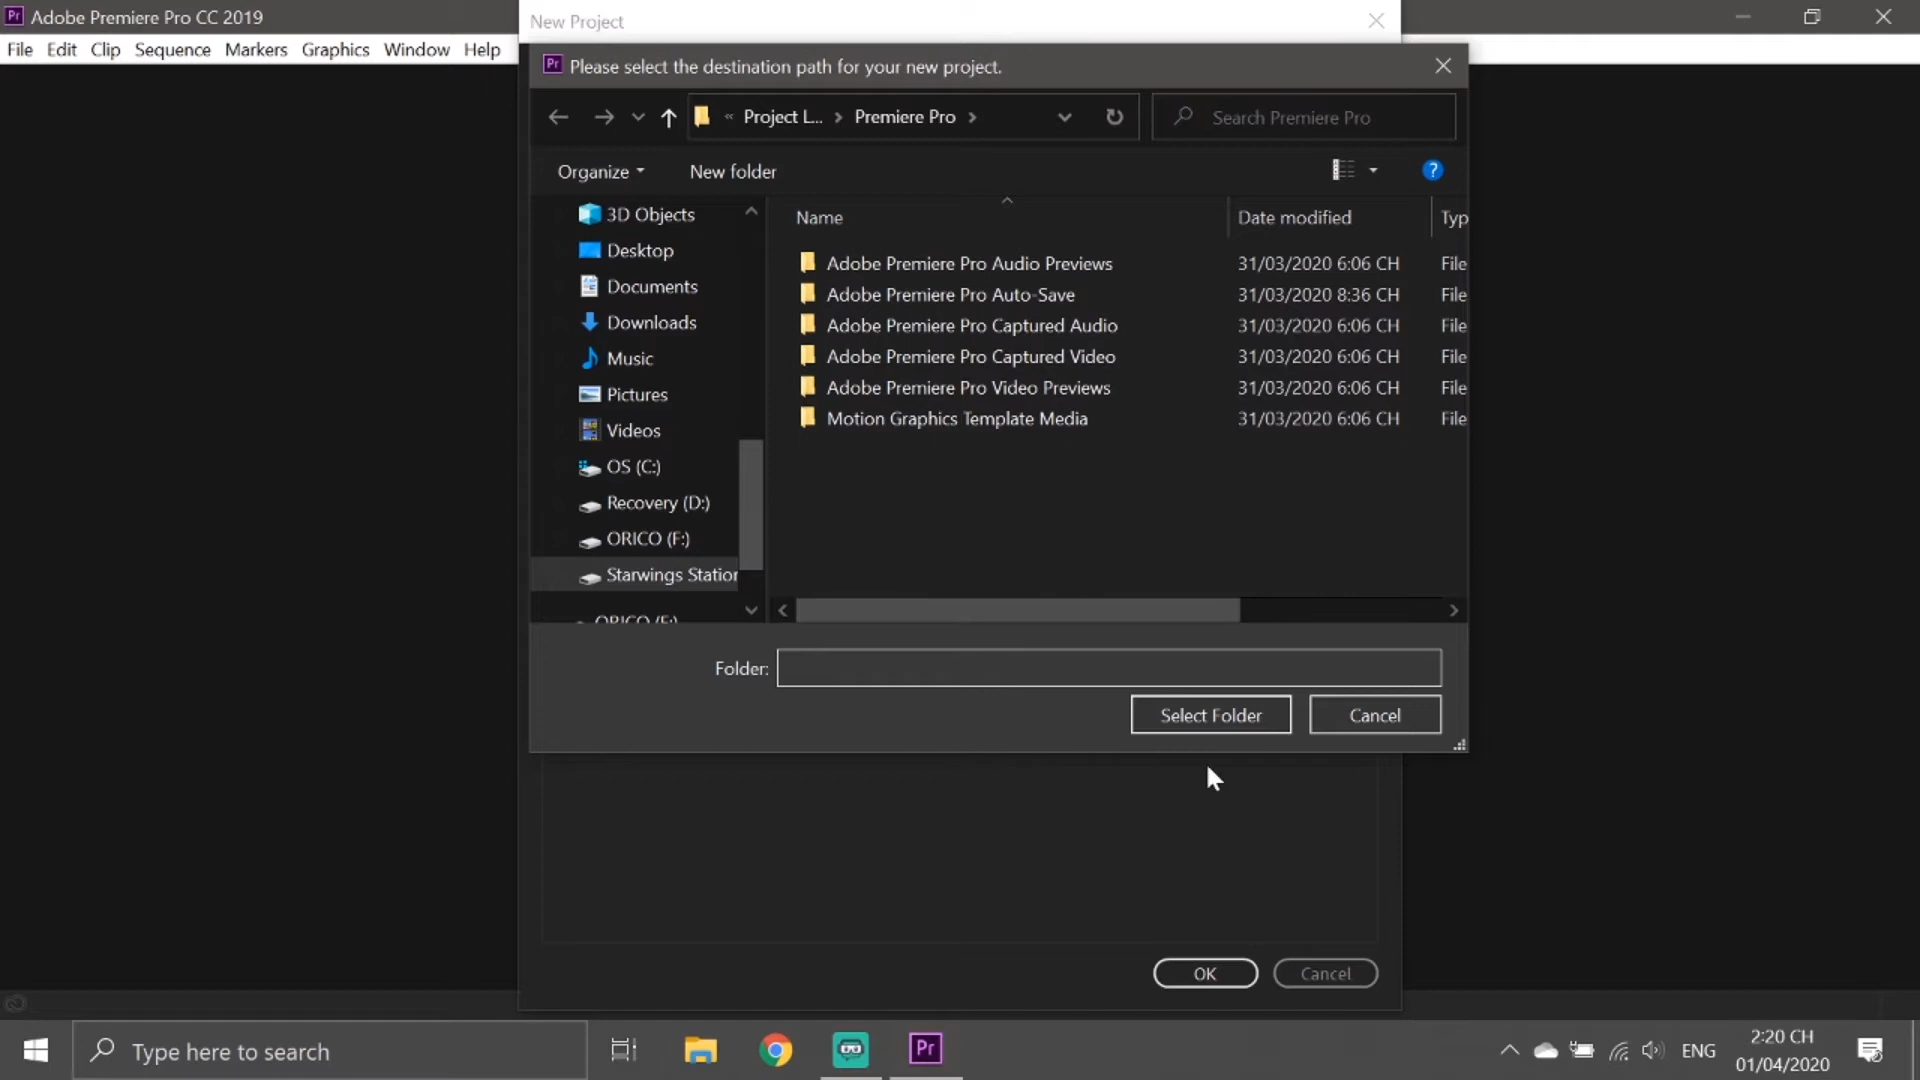 Pr Adobe Premiere Pro CC 2019
New Project
File Edit Clip Sequence Markers Graphics Window Help
Pr Please select the destination path for your new project.
« Project L... > Premiere Pro >
Search Premiere Pro
Organize
New folder
?
3D Objects
Desktop
Documents
Downloads
Music
Pictures
Videos
OS (C:)
Recovery (D:)
ORICO (F:)
Starwings Station
Name Date modified Typ
Adobe Premiere Pro Audio Previews 31/03/2020 6:06 CH File
Adobe Premiere Pro Auto-Save 31/03/2020 8:36 CH File
Adobe Premiere Pro Captured Audio 31/03/2020 6:06 CH File
Adobe Premiere Pro Captured Video 31/03/2020 6:06 CH File
Adobe Premiere Pro Video Previews 31/03/2020 6:06 CH File
Motion Graphics Template Media 31/03/2020 6:06 CH File
Folder:
Select Folder Cancel
OK Cancel
Type here to search
Pr
ENG
2:20 CH
01/04/2020